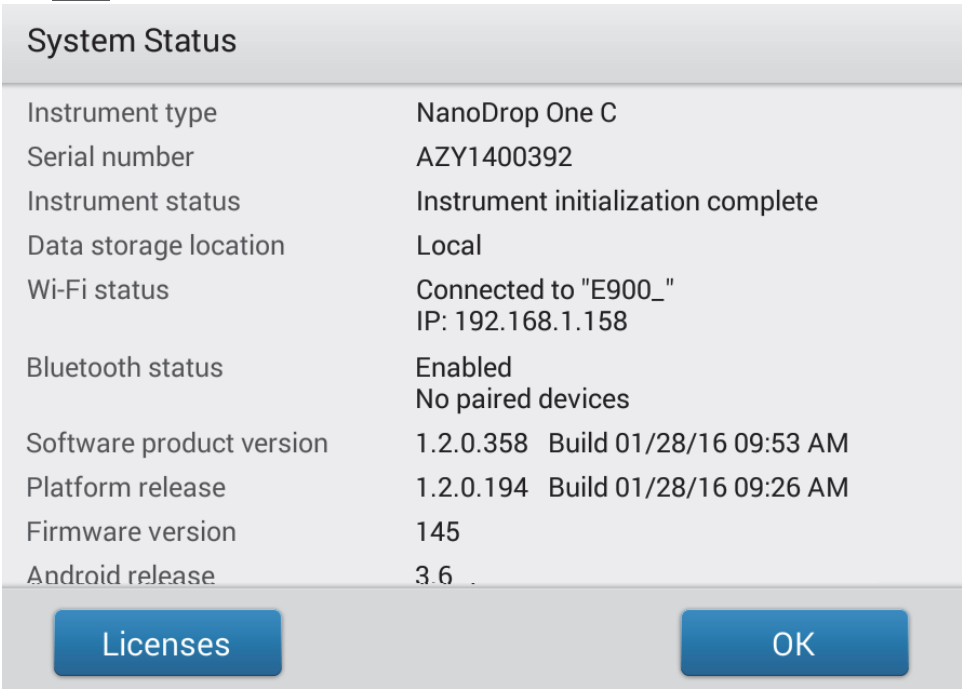 System Status
Instrument type NanoDrop One C
Serial number AZY1400392
Instrument status Instrument initialization complete
Data storage location Local
Wi-Fi status Connected to "E900_"
IP: 192.168.1.158
Bluetooth status Enabled
No paired devices
Software product version 1.2.0.358 Build 01/28/16 09:53 AM
Platform release 1.2.0.194 Build 01/28/16 09:26 AM
Firmware version 145
Android release 3.6
Licenses OK